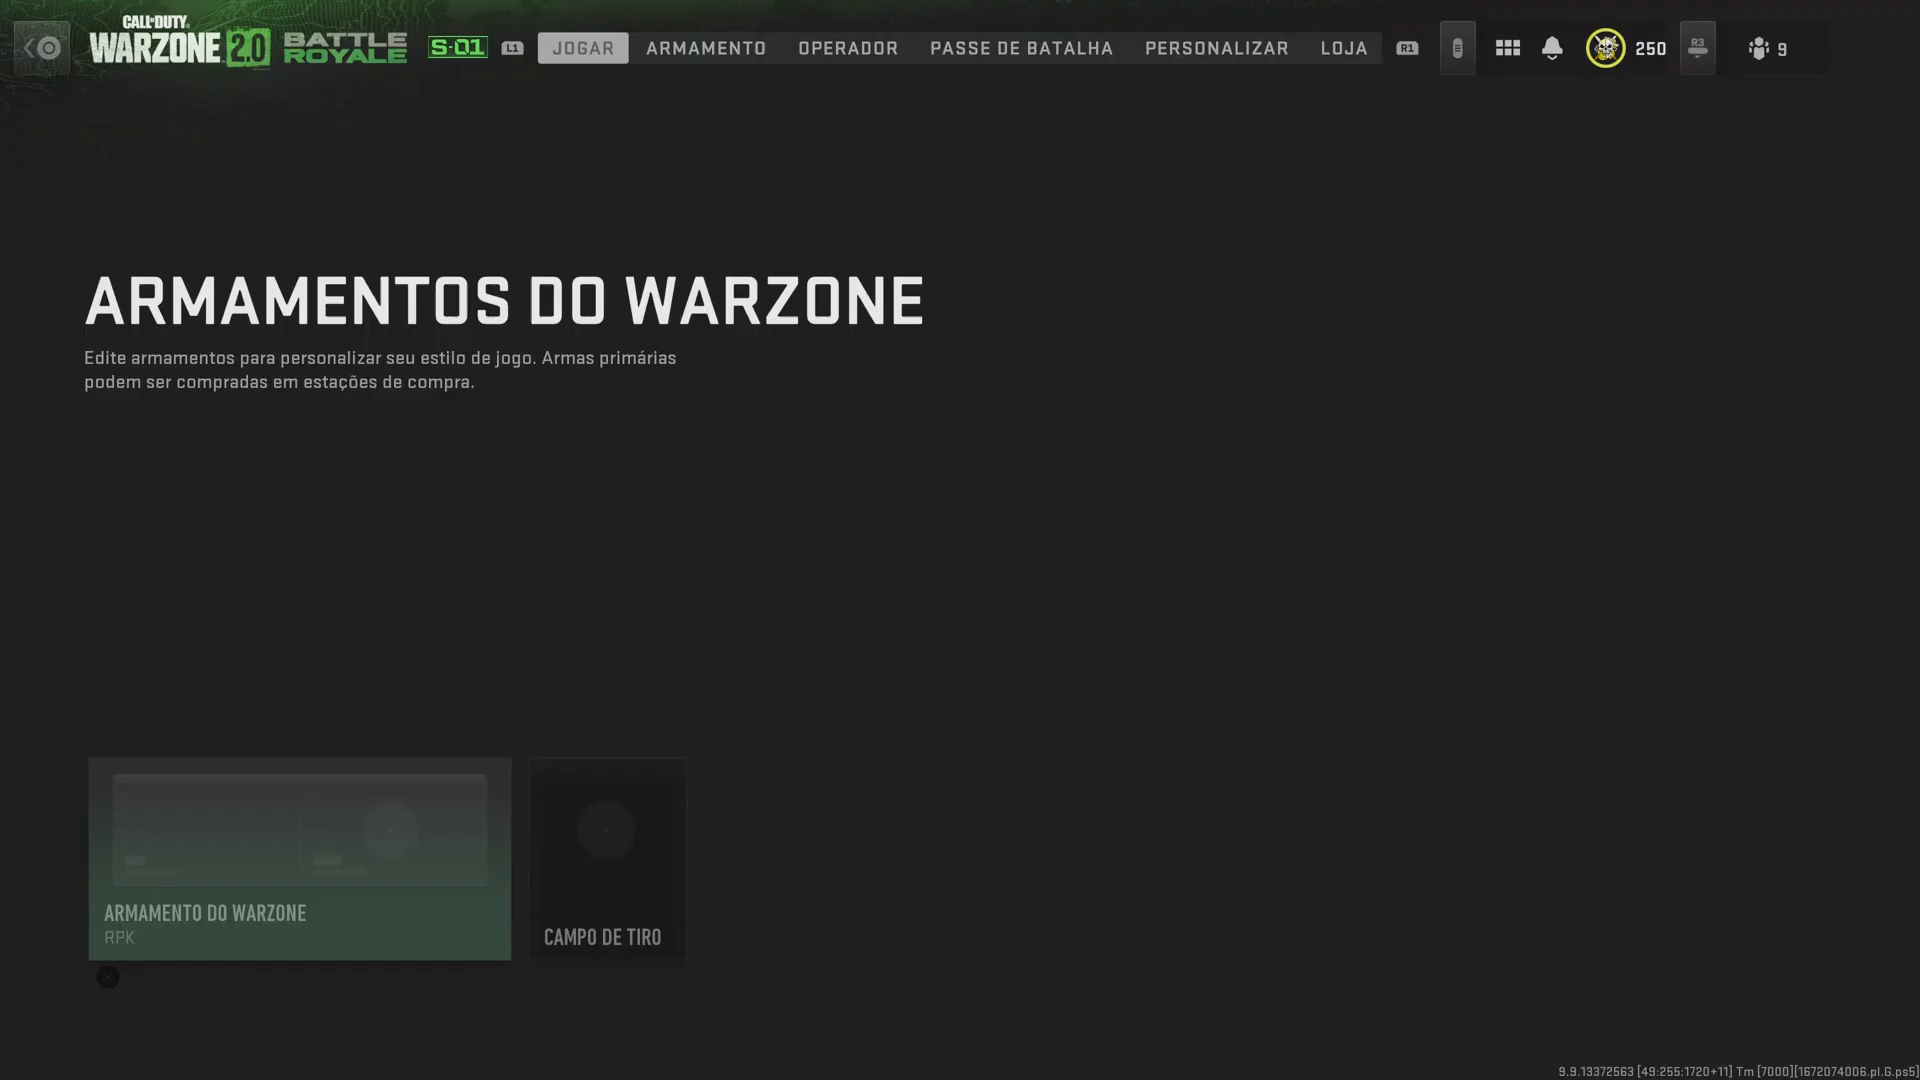 CALL OF DUTY
WARZONE 2.0 BATTLE ROYALE S-01 L1 JOGAR ARMAMENTO OPERADOR PASSE DE BATALHA PERSONALIZAR LOJA R1 250 R3 9
ARMAMENTOS DO WARZONE
Edite armamentos para personalizar seu estilo de jogo. Armas primárias
podem ser compradas em estações de compra.
ARMAMENTO DO WARZONE
RPK
CAMPO DE TIRO
9.9.13372563 [49:255:1720+11] Tm [7000][1672074006.pl.G.ps5]